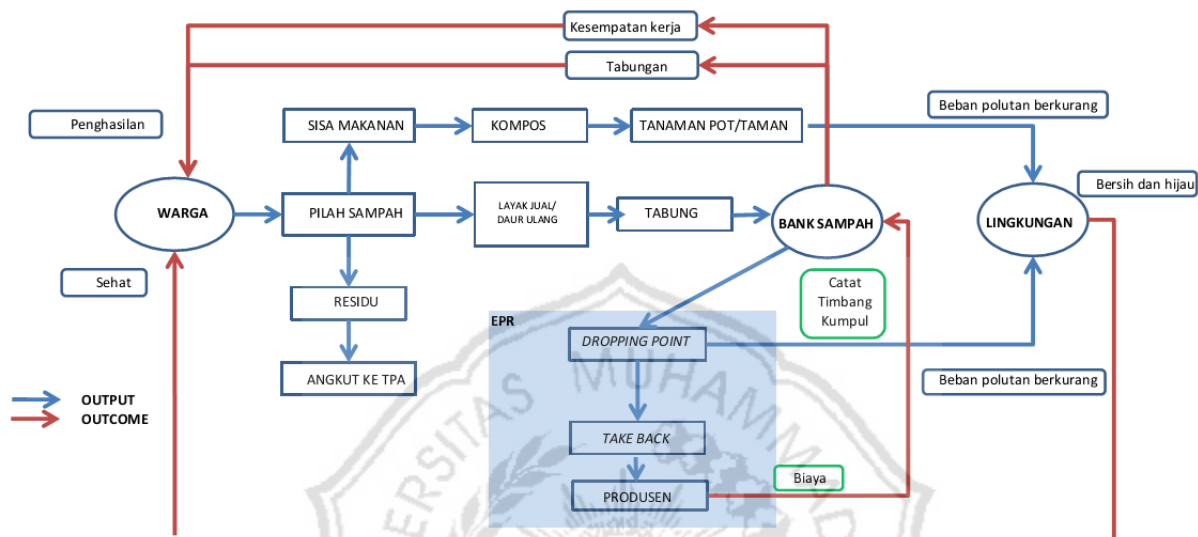 Kesempatan kerja
Tabungan
Penghasilan
Beban polutan berkurang
SISA MAKANAN
KOMPOS
TANAMAN POT/TAMAN
Bersih dan hijau
WARGA
PILAH SAMPAH
LAYAK JUAL/
DAUR ULANG
TABUNG
BANK SAMPAH
LINGKUNGAN
Sehat
Catat
Timbang
Kumpul
RESIDU
EPR
DROPPING POINT
ANGKUT KE TPA
Beban polutan berkurang
OUTPUT
OUTCOME
TAKE BACK
Biaya
PRODUSEN
ERSITAS MUHAMMAD